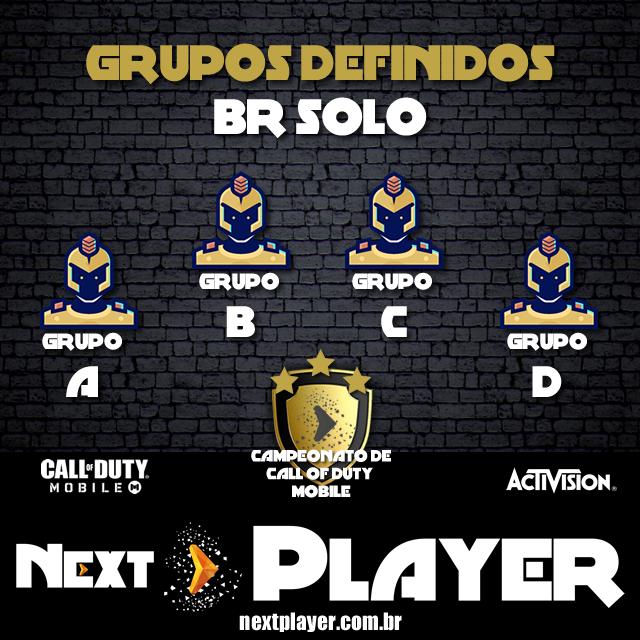 GRUPOS DEFINIDOS
BR SOLO
GRUPO
A
GRUPO
B
GRUPO
C
GRUPO
D
CALL OF DUTY®
MOBILE M
CAMPEONATO DE
CALL OF DUTY
MOBILE
ACTIVISION®
NEXT PLAYER
nextplayer.com.br